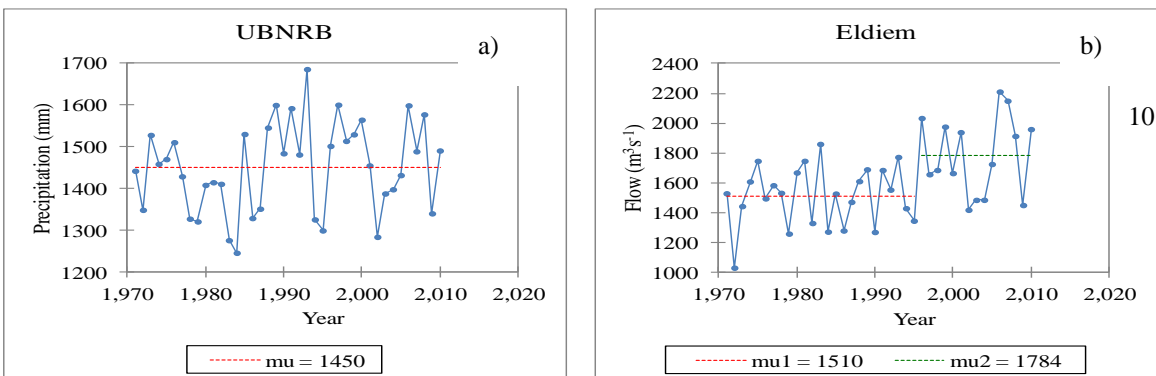 UBNRB
a)
Precipitation (mm)
1700
1600
1500
1400
1300
1200
1,970
1,980
1,990
2,000
2,010
2,020
Year
mu = 1450
Eldiem
b)
Flow (m³s⁻¹)
2400
2200
2000
1800
1600
1400
1200
1000
1,970
1,980
1,990
2,000
2,010
2,020
Year
mu1 = 1510
mu2 = 1784
10